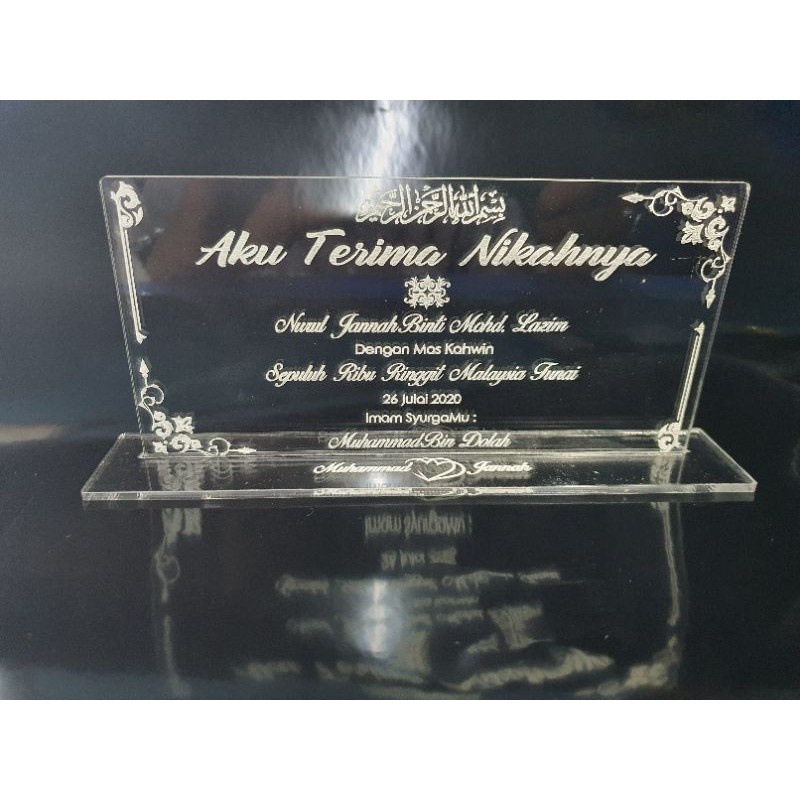 بسم الله الرحمن الرحيم
Aku Terima Nikahnya
Nurul Jannah Binti Mohd. Lazim
Dengan Mas Kahwin
Sepuluh Ribu Ringgit Malaysia Tunai
26 Julai 2020
Imam SyurgaMu :
Muhammad Bin Dolah
Muhammad Jannah